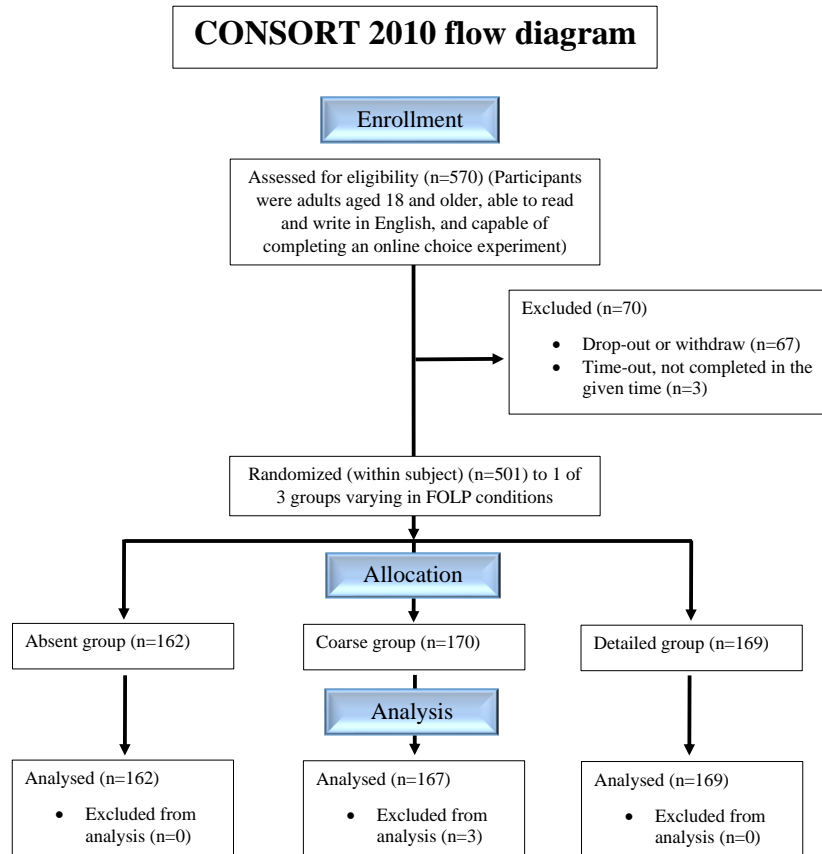 CONSORT 2010 flow diagram
Enrollment
Assessed for eligibility (n=570) (Participants
were adults aged 18 and older, able to read
and write in English, and capable of
completing an online choice experiment)
Excluded (n=70)
• Drop-out or withdraw (n=67)
• Time-out, not completed in the
given time (n=3)
Randomized (within subject) (n=501) to 1 of
3 groups varying in FOLP conditions
Allocation
Absent group (n=162)
Coarse group (n=170)
Detailed group (n=169)
Analysis
Analysed (n=162)
• Excluded from
analysis (n=0)
Analysed (n=167)
• Excluded from
analysis (n=3)
Analysed (n=169)
• Excluded from
analysis (n=0)